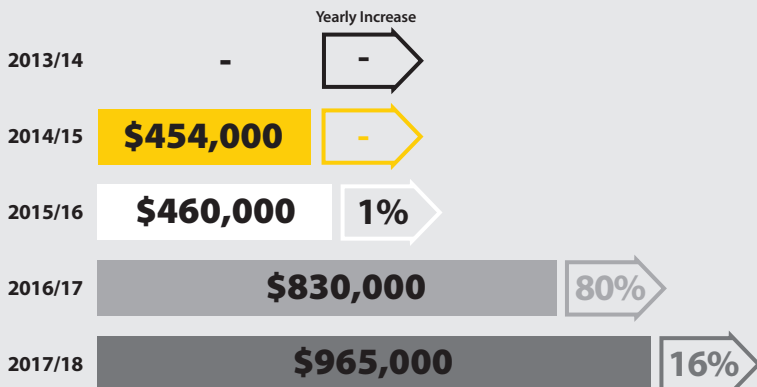 Yearly Increase
2013/14 - -
2014/15 $454,000 -
2015/16 $460,000 1%
2016/17 $830,000 80%
2017/18 $965,000 16%